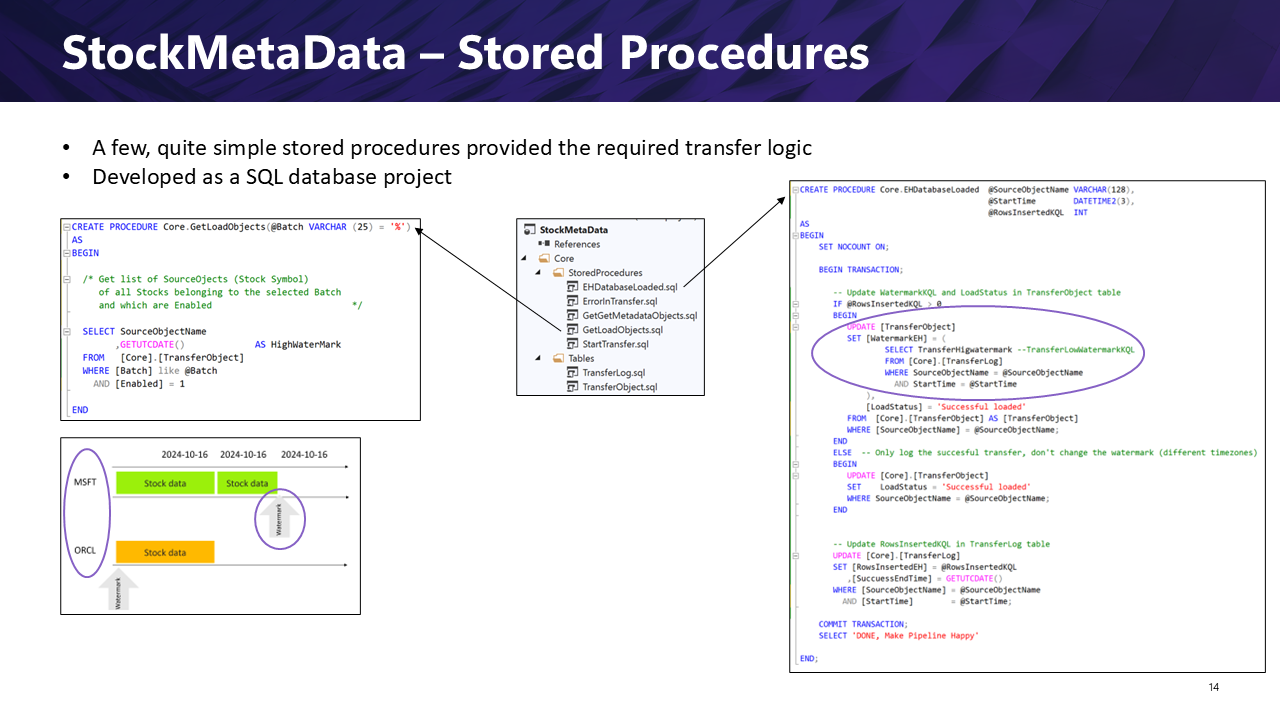 StockMetaData – Stored Procedures
• A few, quite simple stored procedures provided the required transfer logic
• Developed as a SQL database project
CREATE PROCEDURE Core.GetLoadObjects(@Batch VARCHAR (25) = '%')
AS
BEGIN
/* Get list of SourceOjects (Stock Symbol)
of all Stocks belonging to the selected Batch
and which are Enabled */
SELECT SourceObjectName
,GETUTCDATE() AS HighWaterMark
FROM [Core].[TransferObject]
WHERE [Batch] like @Batch
AND [Enabled] = 1
END
StockMetaData
References
Core
StoredProcedures
EHDatabaseLoaded.sql
ErrorInTransfer.sql
GetGetMetadataObjects.sql
GetLoadObjects.sql
StartTransfer.sql
Tables
TransferLog.sql
TransferObject.sql
CREATE PROCEDURE Core.EHDatabaseLoaded @SourceObjectName VARCHAR(128),
@StartTime DATETIME2(3),
@RowsInsertedKQL INT
AS
BEGIN
SET NOCOUNT ON;
BEGIN TRANSACTION;
-- Update WatermarkKQL and LoadStatus in TransferObject table
IF @RowsInsertedKQL > 0
BEGIN
UPDATE [TransferObject]
SET [WatermarkEH] = (
SELECT TransferHigwatermark --TransferLowWatermarkKQL
FROM [Core].[TransferLog]
WHERE SourceObjectName = @SourceObjectName
AND StartTime = @StartTime
),
[LoadStatus] = 'Successful loaded'
FROM [Core].[TransferObject] AS [TransferObject]
WHERE [SourceObjectName] = @SourceObjectName;
END
ELSE -- Only log the succesful transfer, don't change the watermark (different timezones)
BEGIN
UPDATE [Core].[TransferObject]
SET LoadStatus = 'Successful loaded'
WHERE SourceObjectName = @SourceObjectName;
END
-- Update RowsInsertedKQL in TransferLog table
UPDATE [Core].[TransferLog]
SET [RowsInsertedEH] = @RowsInsertedKQL
,[SuccuessEndTime] = GETUTCDATE()
WHERE [SourceObjectName] = @SourceObjectName
AND [StartTime] = @StartTime;
COMMIT TRANSACTION;
SELECT 'DONE, Make Pipeline Happy'
END;
2024-10-16 2024-10-16 2024-10-16
MSFT Stock data Stock data
Watermark
ORCL Stock data
Watermark
14